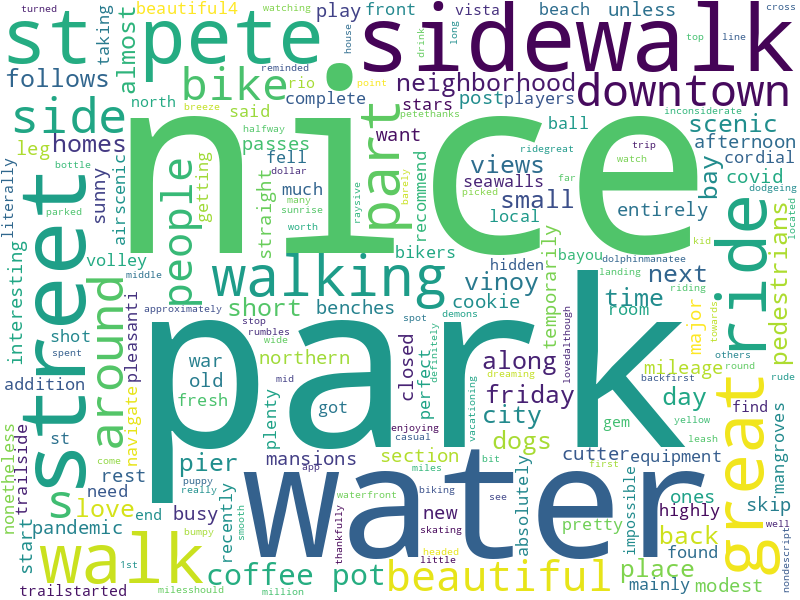 st pete
taking
almost
beautiful4
watching
play
front
vista
beach
unless
turned
house
long
drink
top
line
cross
sidewalk
follows
bike
reminded
rio
complete
north
said
passes
stars
want
neighborhood
post
players
downtown
inconsiderate
side
homes
leg
nice
breeze
point
halfway
fell
dollar
petethanks
ball
scenic
afternoon
cordial
covid
dodgeing
literally
bottle
parked
sunny
airscenic
people
getting
straight
many
sunrise
worth
much
part
raysive
barely
recommend
views
seawalls
small
local
picked
ridegreat
trip
far
watch
entirely
bay
street
interesting
volley
middle
pleasanti
around
walking
short
approximately
benches
bikers
vinoy
cookie
hidden
bayou
dolphinmanatee
landing
next
time
room
riding
kid
major
towards
ride
pedestrians
located
mangroves
shot
spent
addition
navigate
war
old
fresh
stop
rumbles
wide
northern
spot
demons
definitely
closed
perfect
got
park
along
friday
city
temporarily
lovedalthough
mileage
day
others
round
backfirst
rude
find
great
st
nonetheless
trailside
come
s
love
pier
plenty
mid
dreaming
mansions
enjoying
casual
section
vacationing
dogs
gem
yellow
leash
rest
need
busy
puppy
really
app
miles
bit
cutter
equipment
first
absolutely
impossible
ones
skip
start
pandemic
end
recently
waterfront
biking
see
new
water
pretty
found
highly
back
well
bumpy
smooth
thankfully
skating
headed
little
walk
1st
coffee pot
beautiful
place
mainly
modest
nondescript
trailstarted
milesshould
million